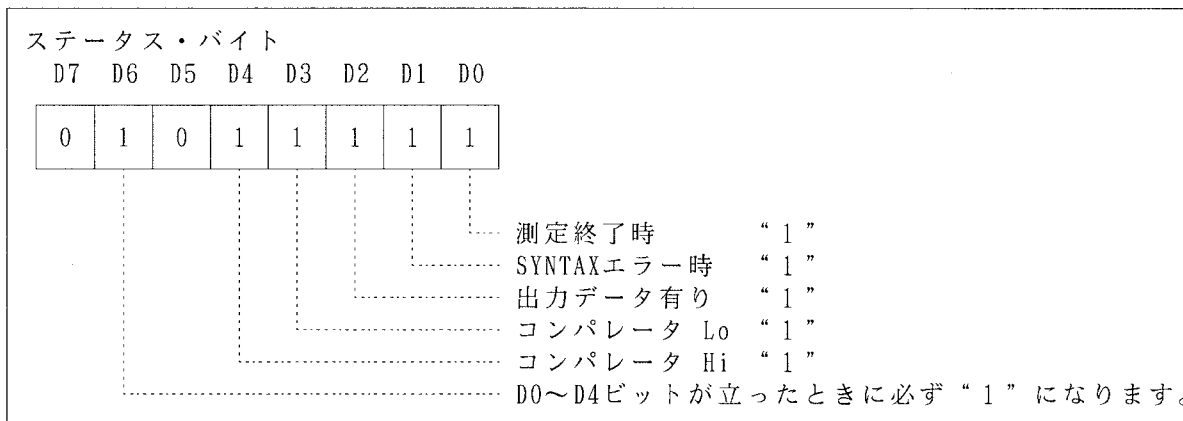 ステータス・バイト
D7 D6 D5 D4 D3 D2 D1 D0
0 1 0 1 1 1 1 1
測定終了時 “1”
SYNTAXエラー時 “1”
出力データ有り “1”
コンパレータ Lo “1”
コンパレータ Hi “1”
D0～D4ビットが立ったときに必ず“1”になります。